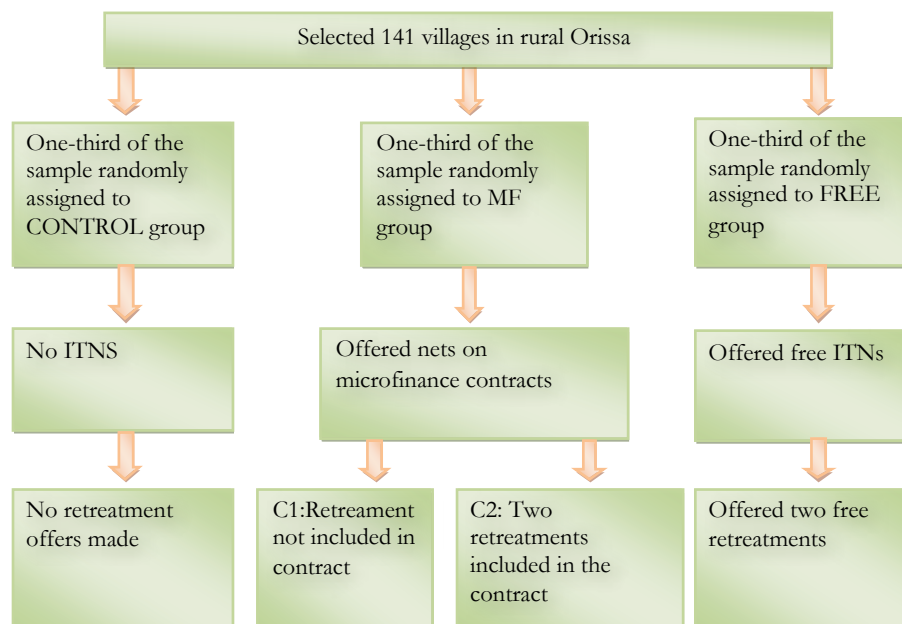 Selected 141 villages in rural Orissa
One-third of the
sample randomly
assigned to
CONTROL group
One-third of the
sample randomly
assigned to MF
group
One-third of the
sample randomly
assigned to FREE
group
No ITNS
Offered nets on
microfinance contracts
Offered free ITNs
No retreatment
offers made
C1:Retreament
not included in
contract
C2: Two
retreatments
included in the
contract
Offered two free
retreatments